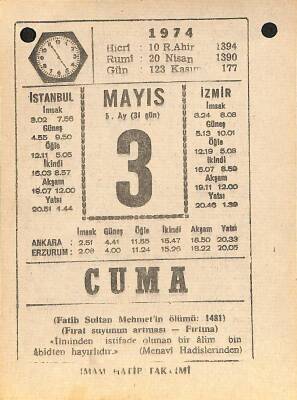 1974
Hicri : 10 R.Ahir 1394
Rumi : 20 Nisan 1390
Gün : 123 Kasım 177
İSTANBUL
İmsak
3.02 7.56
Güneş
4.55 9.50
Öğle
12.11 5.05
İkindi
16.03 8.57
Akşam
19.07 12.00
Yatsı
20.51 1.44
MAYIS
5. Ay (31 gün)
3
İZMİR
İmsak
3.24 8.08
Güneş
5.13 10.01
Öğle
12.19 5.08
İkindi
16.07 8.59
Akşam
19.11 12.00
Yatsı
20.46 1.39
İmsak Güneş Öğle İkindi Akşam Yatsı
ANKARA : 2.51 4.41 11.55 15.47 18.50 20.33
ERZURUM : 2.08 4.00 11.24 15.26 18.22 20.05
CUMA
(Fatih Sultan Mehmet'in ölümü: 1481)
(Fırat suyunun artması — Fırtına)
«İlminden istifade olunan bir âlim bin
âbidten hayırlıdır.» (Menavi Hadislerinden)
İMAM HATİP TAKVİMİ